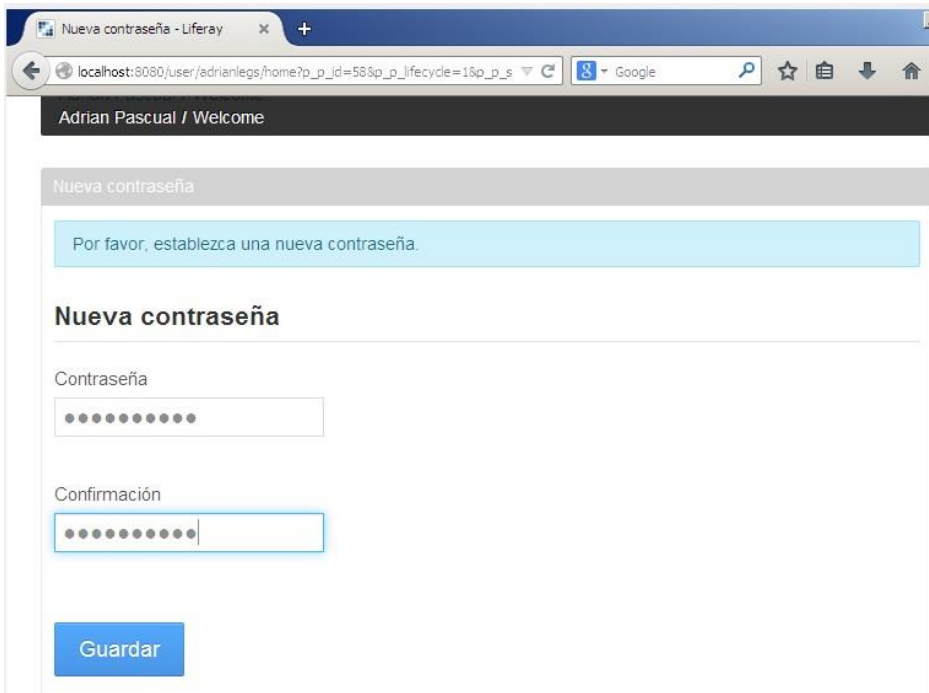 Nueva contraseña - Liferay
localhost:8080/user/adrianlegs/home?p_p_id=58&p_p_lifecycle=1&p_p_s
Google
Adrian Pascual / Welcome
Nueva contraseña
Por favor, establezca una nueva contraseña.
Nueva contraseña
Contraseña
Confirmación
Guardar